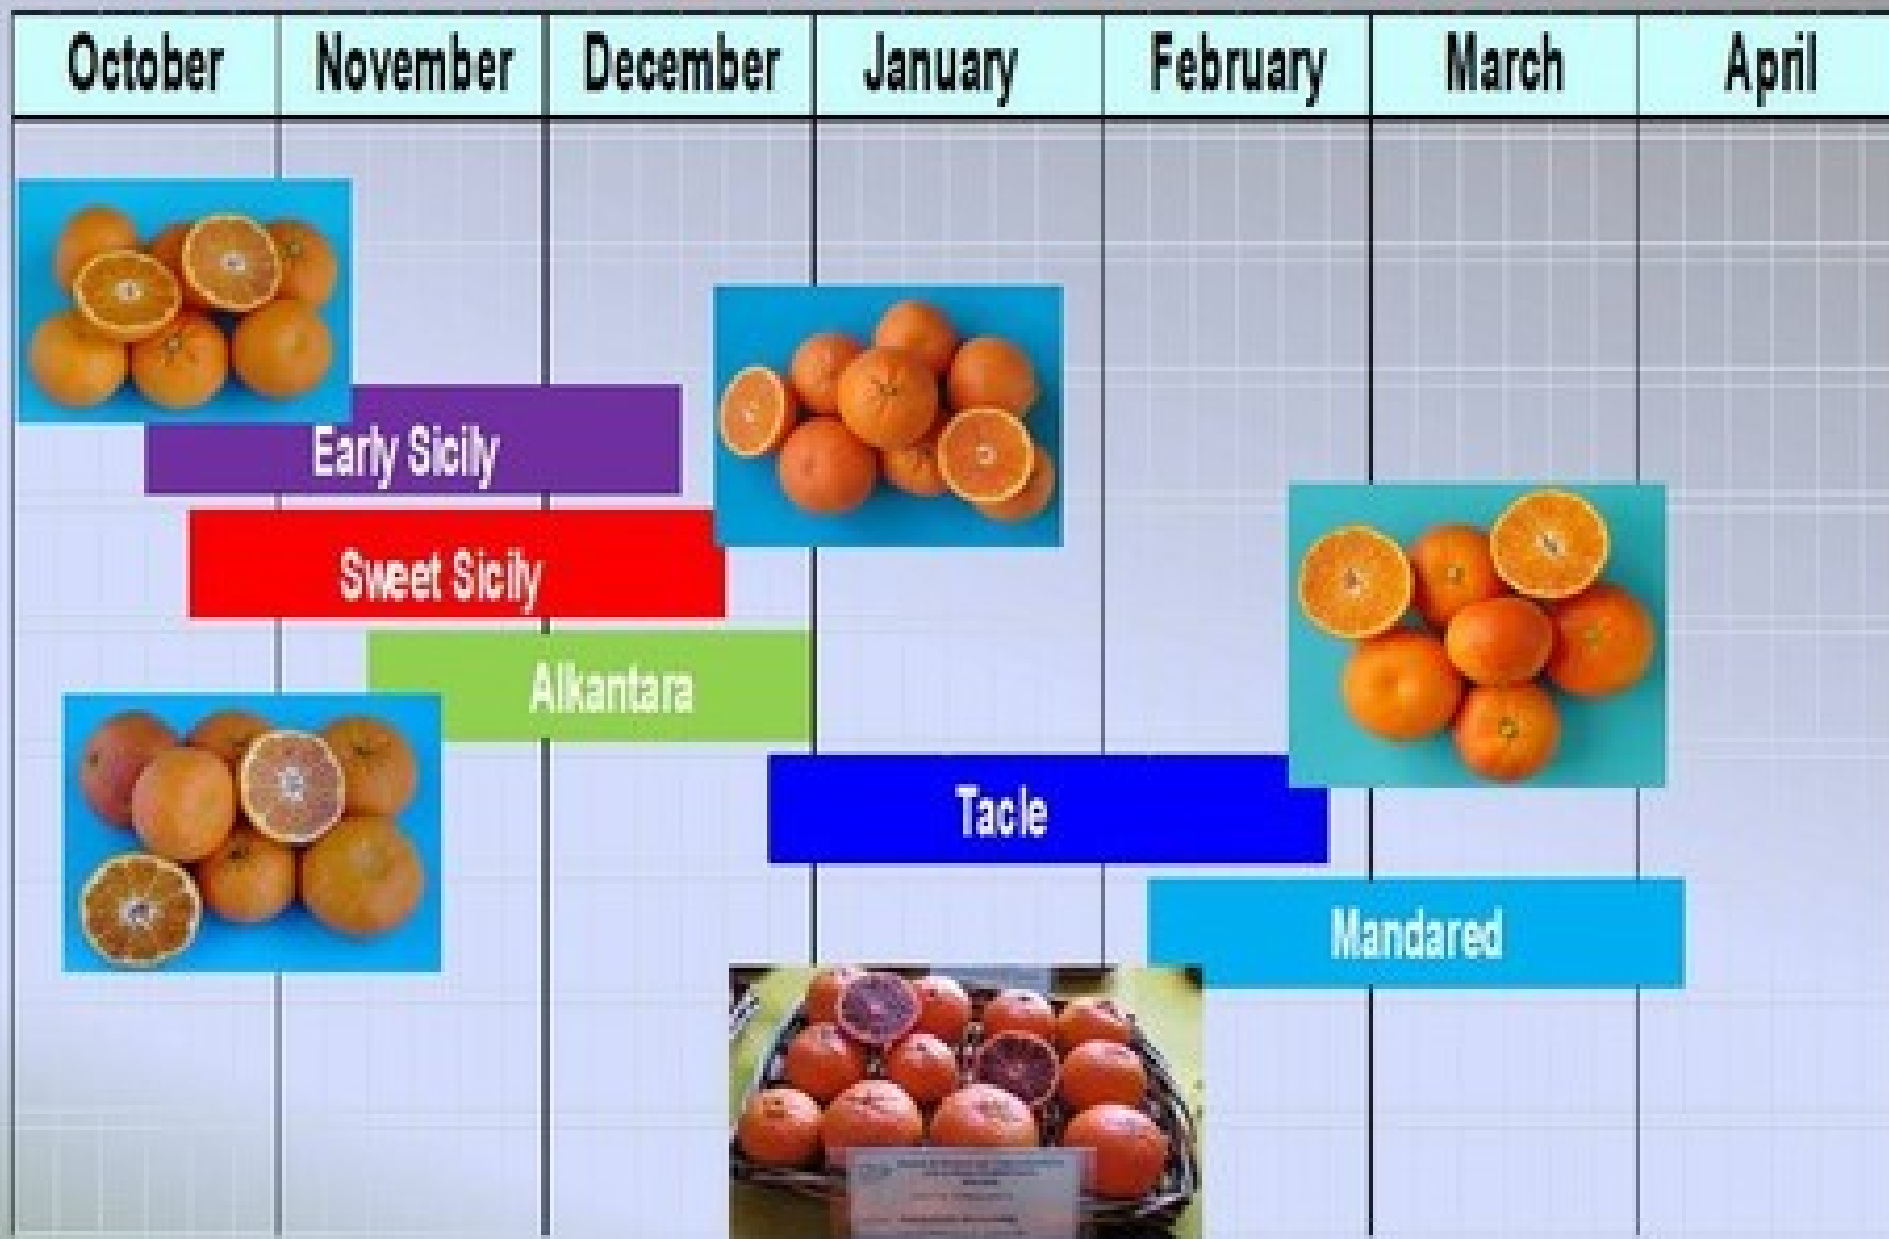 October November December January February March April
Early Sicily
Sweet Sicily
Alkantara
Tacle
Mandared